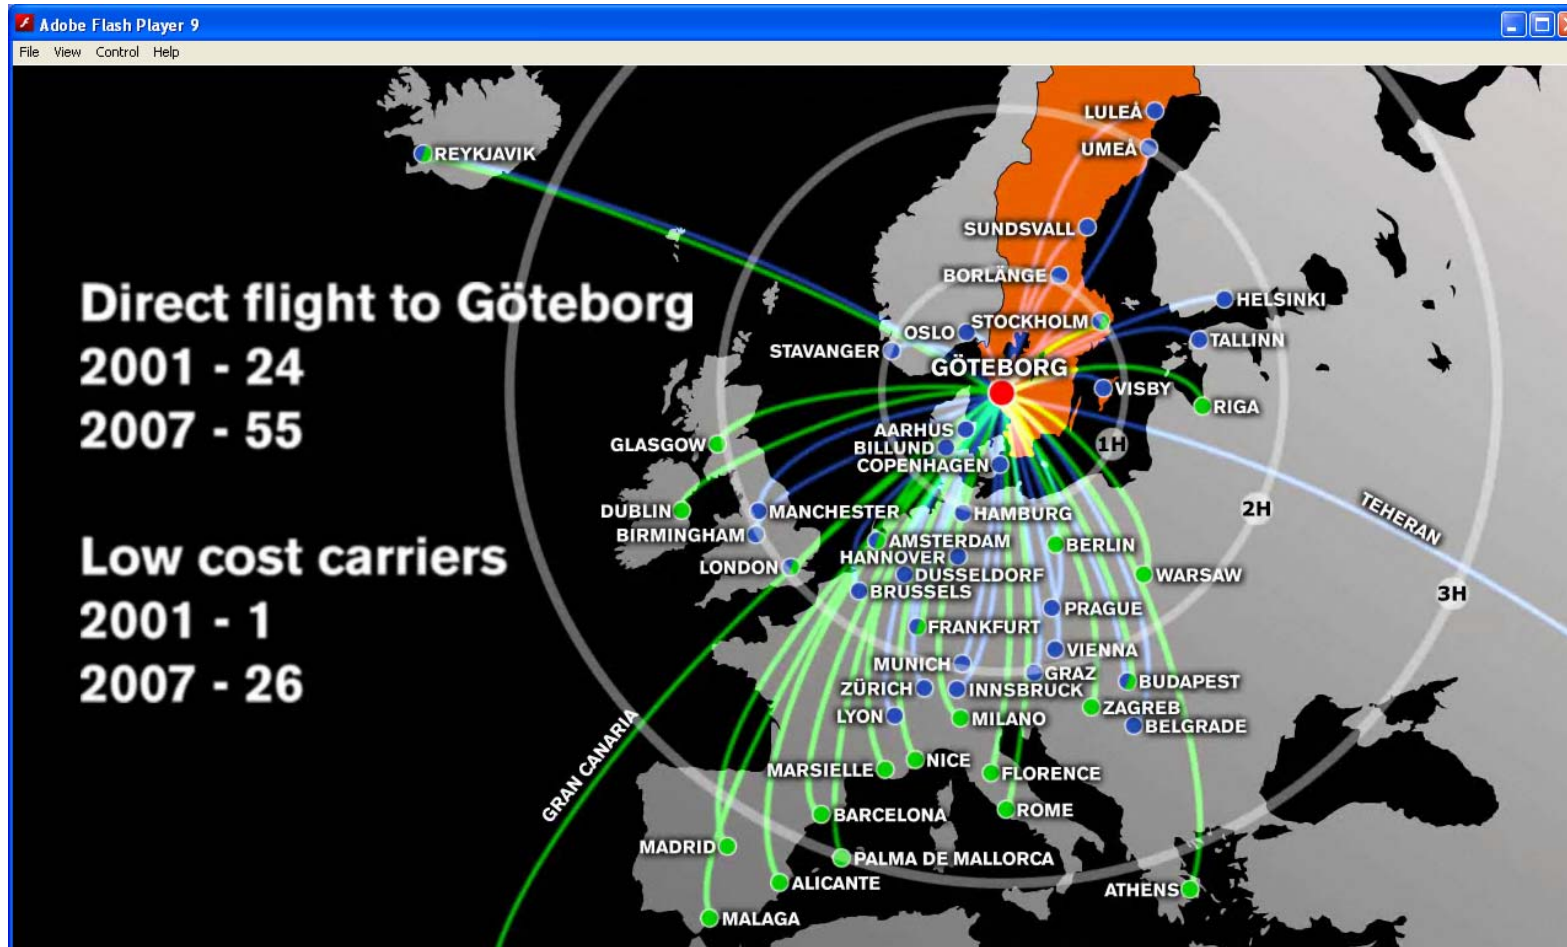 Adobe Flash Player 9
File View Control Help
LULEÅ
UMEÅ
REYKJAVIK
SUNDSVALL
BORLÄNGE
HELSINKI
STOCKHOLM
OSLO
TALLINN
STAVANGER
GÖTEBORG
VISBY
RIGA
Direct flight to Göteborg
2001 - 24
2007 - 55
AARHUS
GLASGOW
1H
BILLUND
COPENHAGEN
DUBLIN
MANCHESTER
HAMBURG
2H
TEHERAN
BIRMINGHAM
AMSTERDAM
BERLIN
HANNOVER
LONDON
DUSSELDORF
WARSAW
BRUSSELS
3H
PRAGUE
FRANKFURT
Low cost carriers
2001 - 1
2007 - 26
VIENNA
MUNICH
GRAZ
BUDAPEST
ZÜRICH
INNSBRUCK
ZAGREB
LYON
MILANO
BELGRADE
GRAN CANARIA
NICE
MARSIELLE
FLORENCE
ROME
BARCELONA
MADRID
PALMA DE MALLORCA
ALICANTE
ATHENS
MALAGA